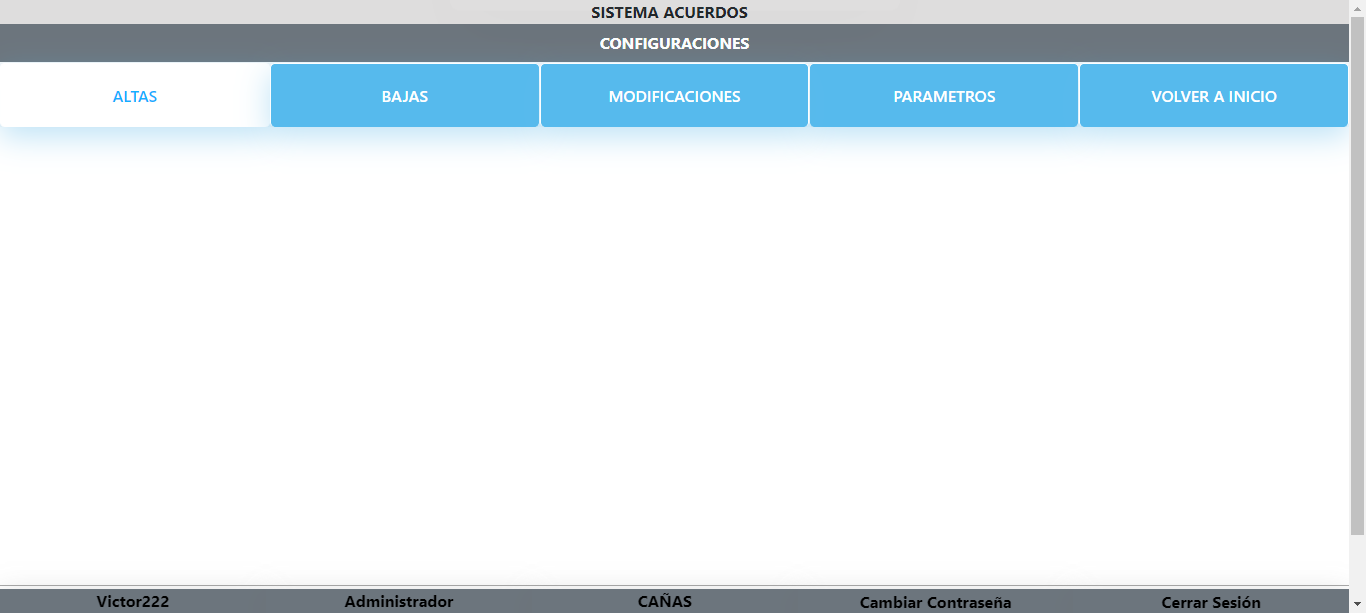 SISTEMA ACUERDOS
CONFIGURACIONES
ALTAS BAJAS MODIFICACIONES PARAMETROS VOLVER A INICIO
Victor222 Administrador CAÑAS Cambiar Contraseña Cerrar Sesión